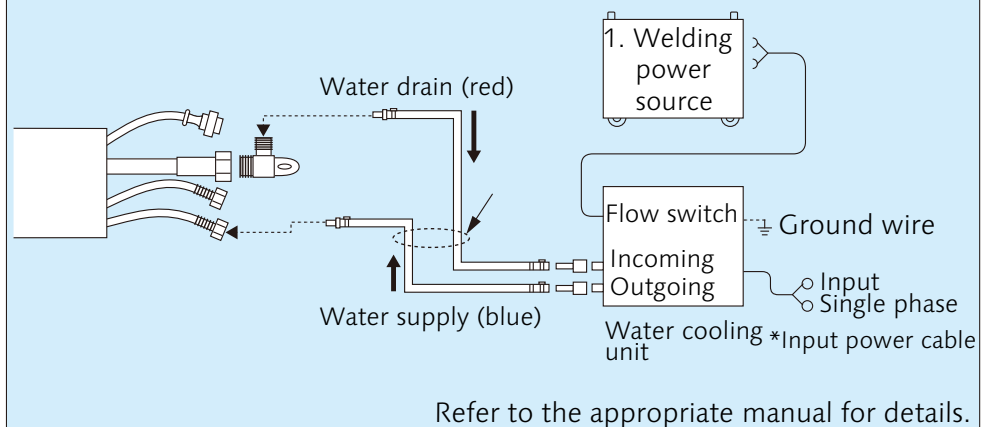 1. Welding
power
source
Water drain (red)
Flow switch
Ground wire
Incoming
Outgoing
Input
Single phase
Water supply (blue)
Water cooling
unit
*Input power cable
Refer to the appropriate manual for details.